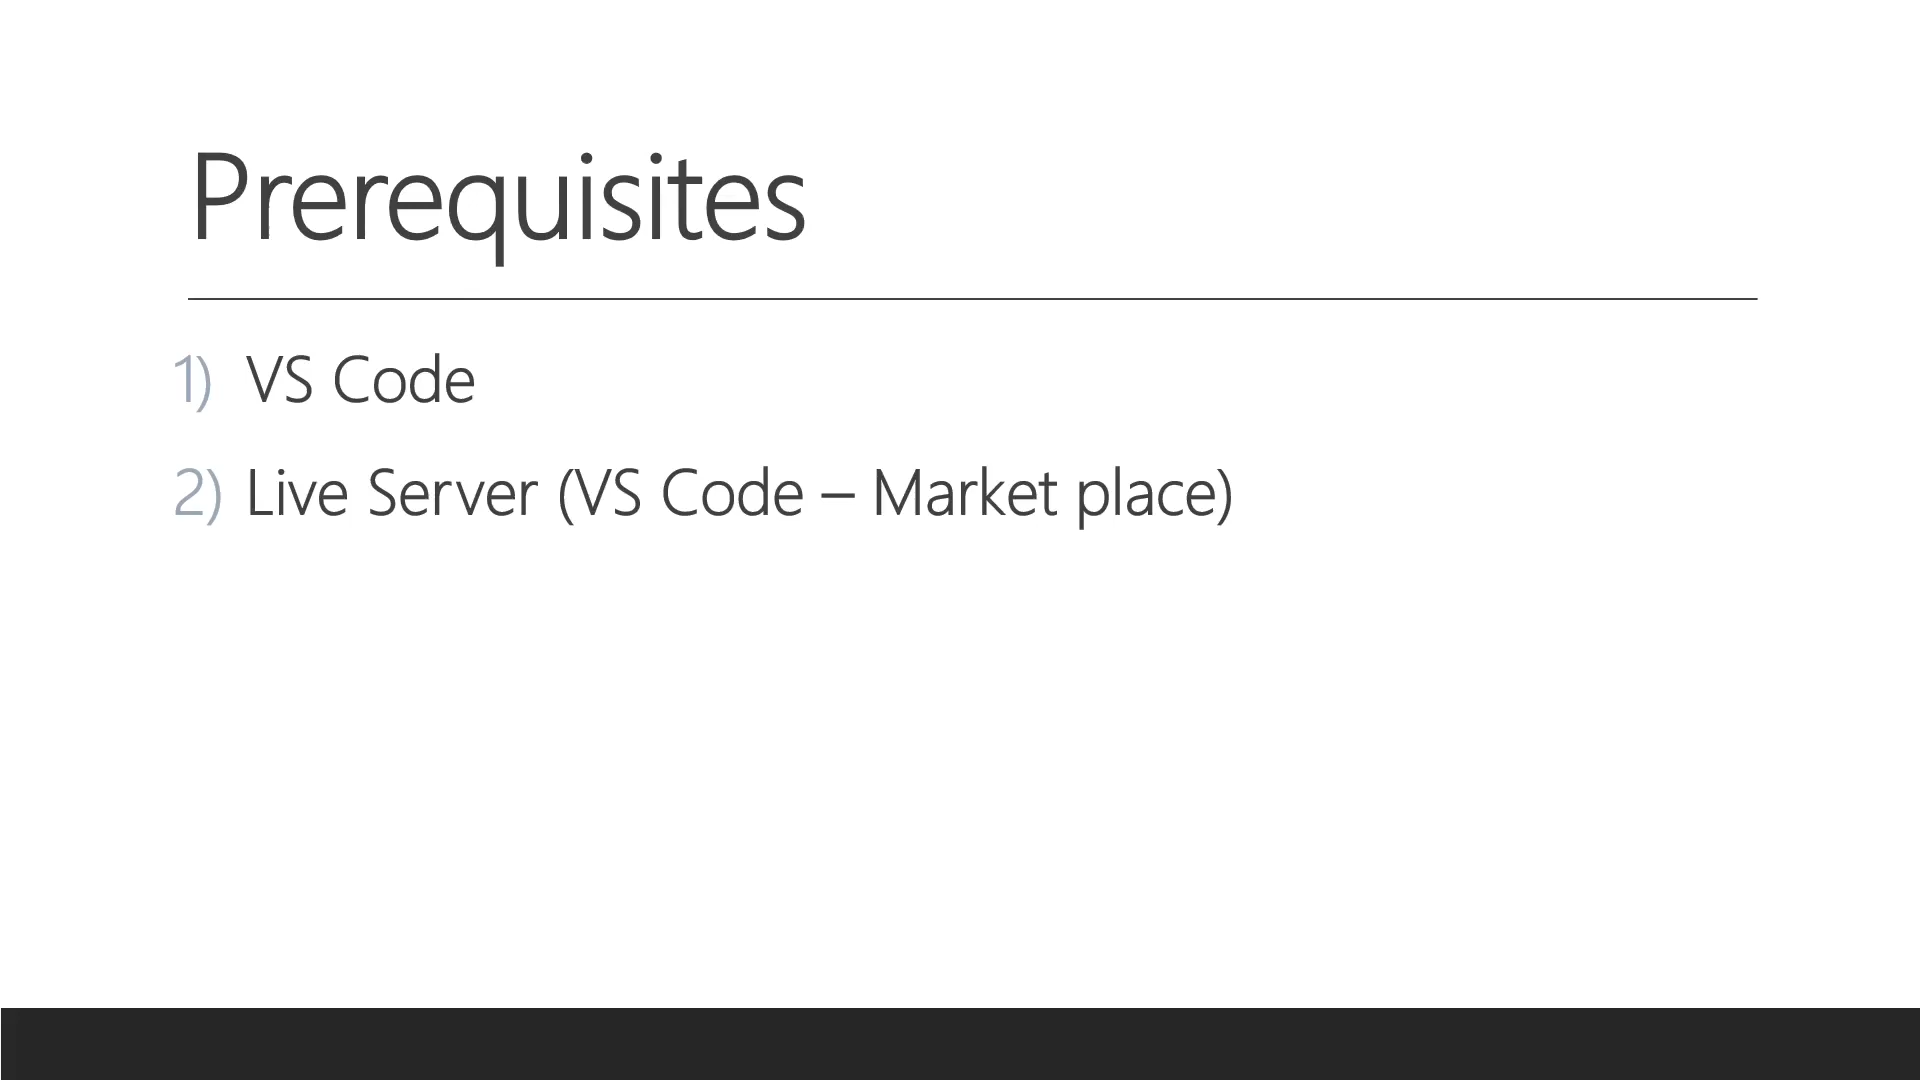 Prerequisites
1) VS Code
2) Live Server (VS Code – Market place)